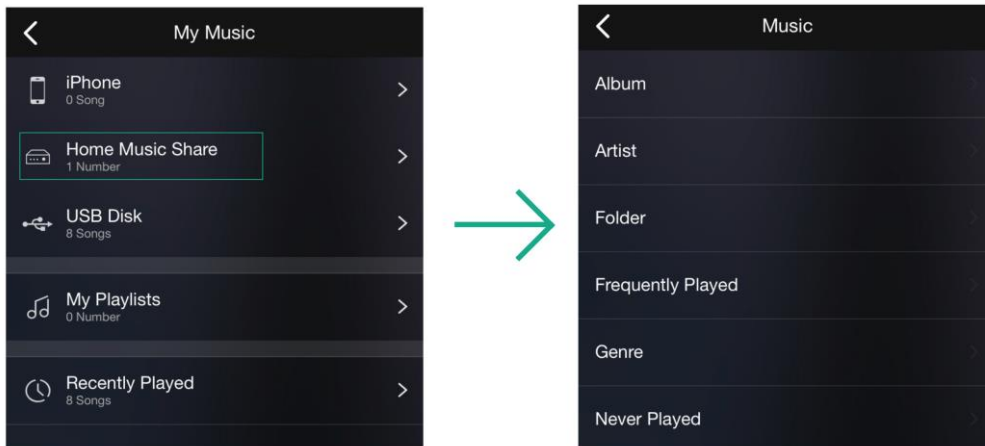 My Music
iPhone
0 Song
Home Music Share
1 Number
USB Disk
8 Songs
My Playlists
0 Number
Recently Played
8 Songs
Music
Album
Artist
Folder
Frequently Played
Genre
Never Played